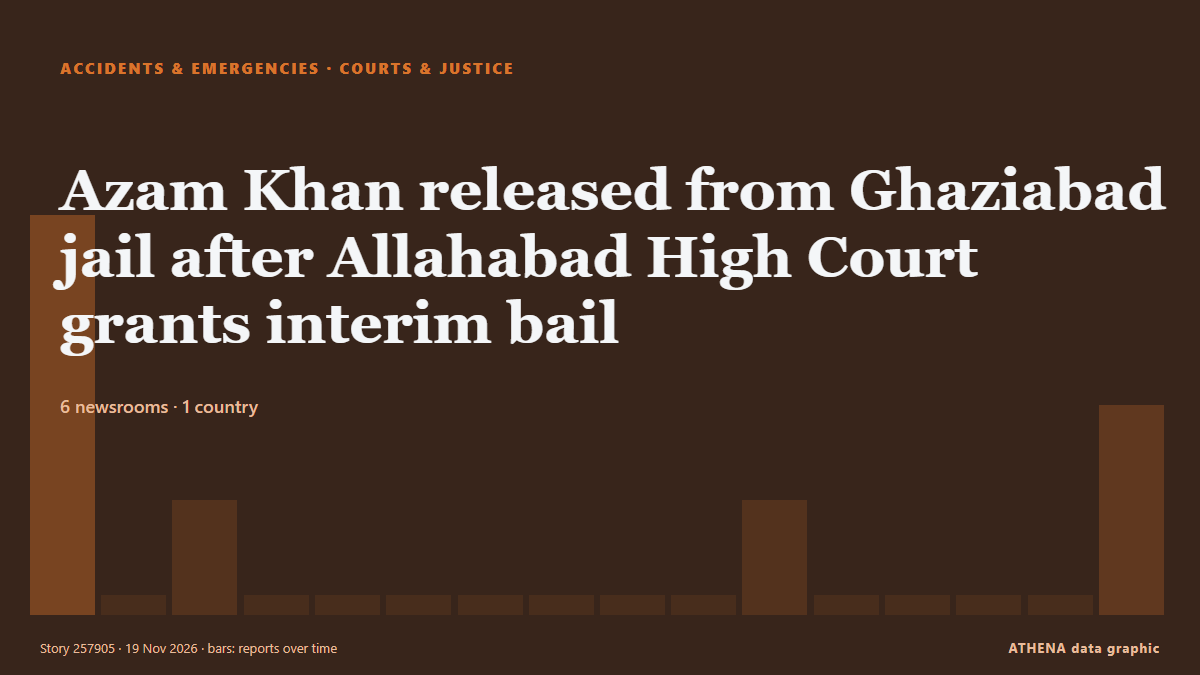 ACCIDENTS & EMERGENCIES · COURTS & JUSTICE
Azam Khan released from Ghaziabad
jail after Allahabad High Court
grants interim bail
6 newsrooms · 1 country
Story 257905 · 19 Nov 2026 · bars: reports over time
ATHENA data graphic